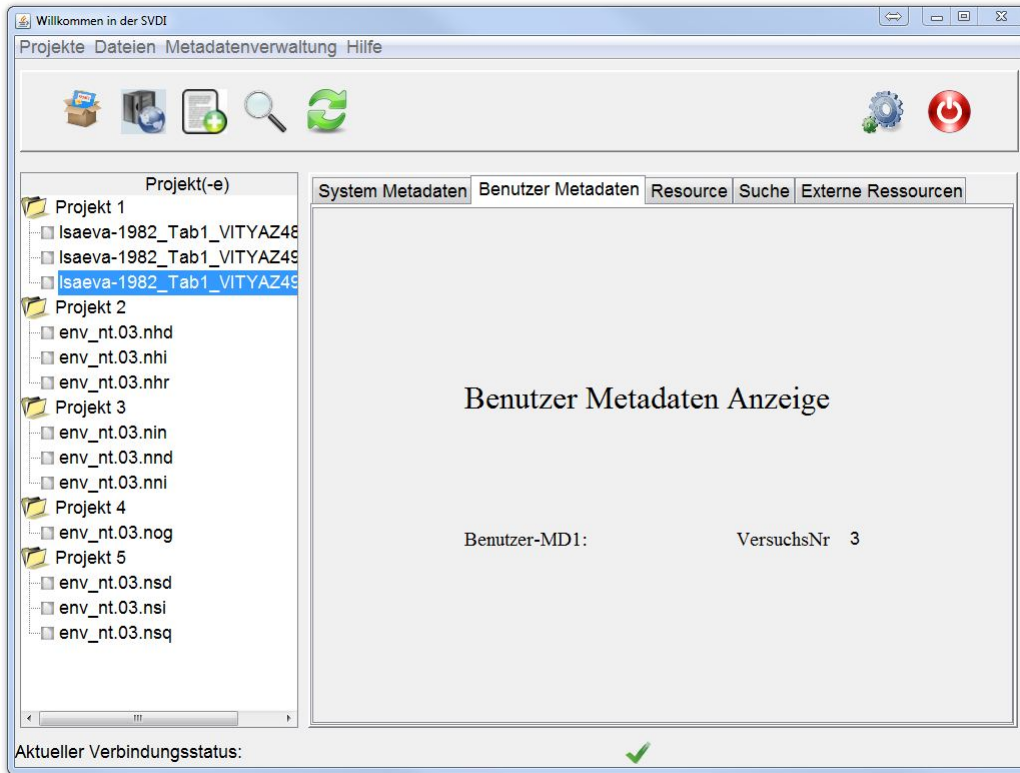 Willkommen in der SVDI
Projekte Dateien Metadatenverwaltung Hilfe
Projekt(-e)
Projekt 1
Isaeva-1982_Tab1_VITYAZ48
Isaeva-1982_Tab1_VITYAZ49
Isaeva-1982_Tab1_VITYAZ49
Projekt 2
env_nt.03.nhd
env_nt.03.nhi
env_nt.03.nhr
Projekt 3
env_nt.03.nin
env_nt.03.nnd
env_nt.03.nni
Projekt 4
env_nt.03.nog
Projekt 5
env_nt.03.nsd
env_nt.03.nsi
env_nt.03.nsq
System Metadaten Benutzer Metadaten Resource Suche Externe Ressourcen
Benutzer Metadaten Anzeige
Benutzer-MD1: VersuchsNr 3
Aktueller Verbindungsstatus: